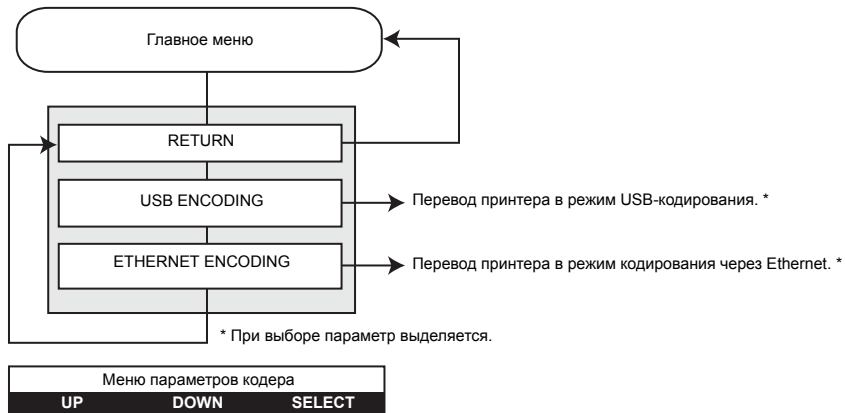 Главное меню
RETURN
USB ENCODING
Перевод принтера в режим USB-кодирования. *
ETHERNET ENCODING
Перевод принтера в режим кодирования через Ethernet. *
* При выборе параметр выделяется.
Меню параметров кодера
UP DOWN SELECT